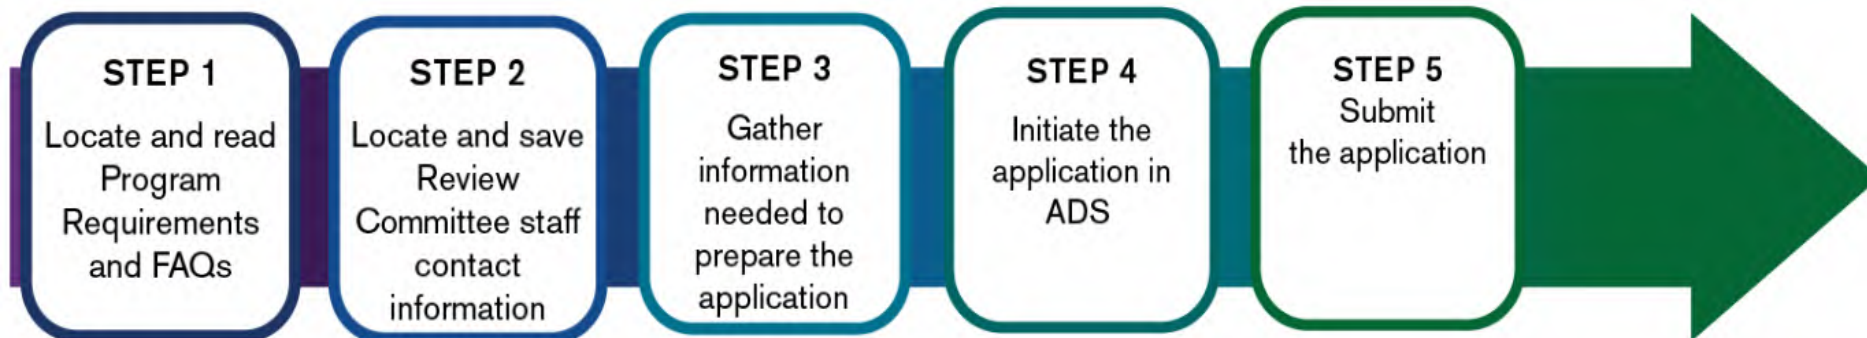 STEP 1
Locate and read
Program
Requirements
and FAQs
STEP 2
Locate and save
Review
Committee staff
contact
information
STEP 3
Gather
information
needed to
prepare the
application
STEP 4
Initiate the
application in
ADS
STEP 5
Submit
the application